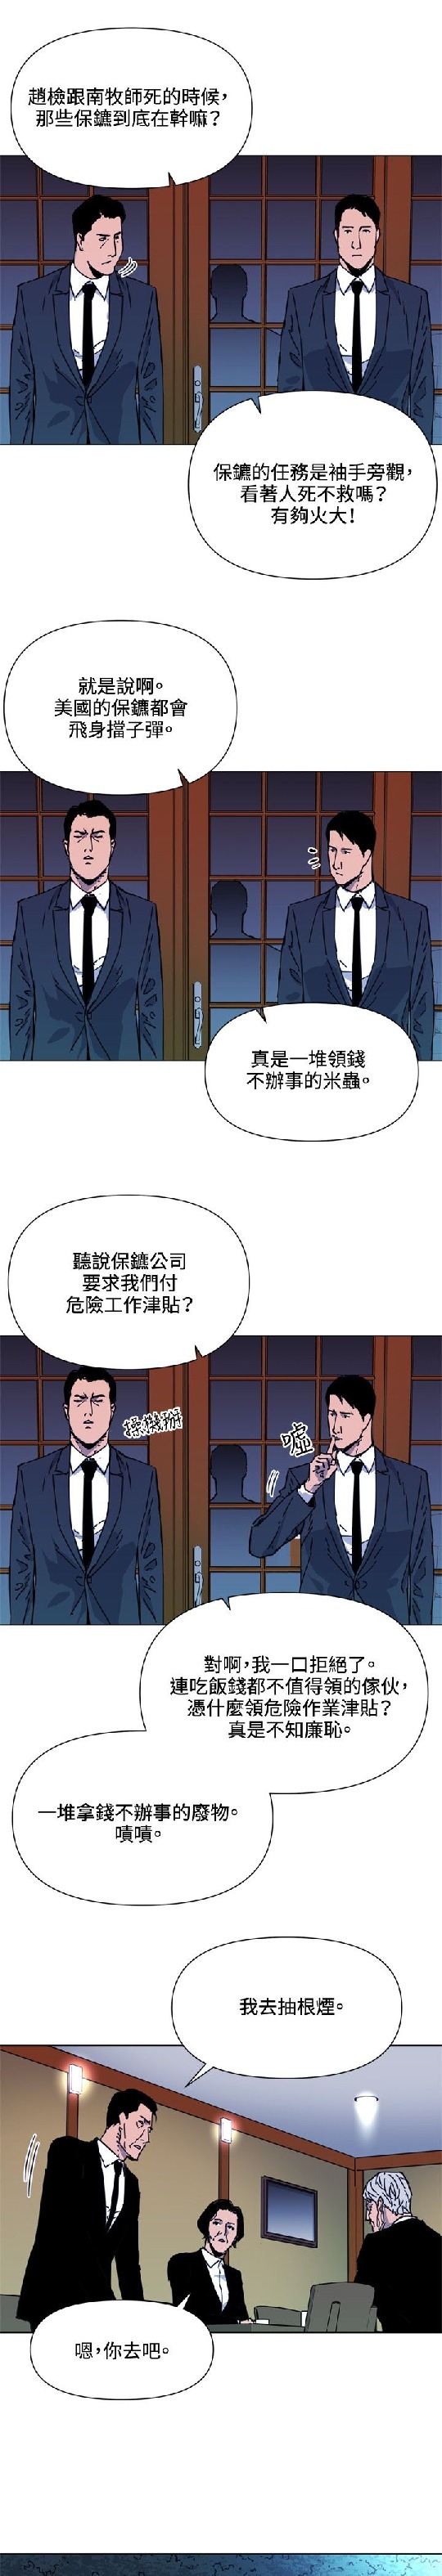 趙檢跟南牧師死的時候，
那些保鑣到底在幹嘛？
保鑣的任務是袖手旁觀，
看著人死不救嗎？
有夠火大！
就是說啊。
美國的保鑣都會
飛身擋子彈。
真是一堆領錢
不辦事的米蟲。
聽說保鑣公司
要求我們付
危險工作津貼？
操機掰
噓
對啊，我一口拒絕了。
連吃飯錢都不值得領的傢伙，
憑什麼領危險作業津貼？
真是不知廉恥。
一堆拿錢不辦事的廢物。
嘖嘖。
我去抽根煙。
嗯，你去吧。